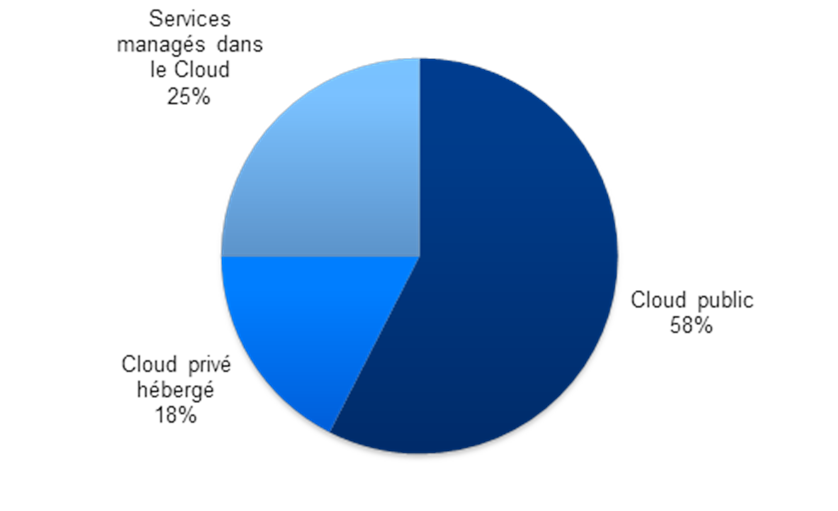 Services
managés dans
le Cloud
25%
Cloud public
58%
Cloud privé
hébergé
18%